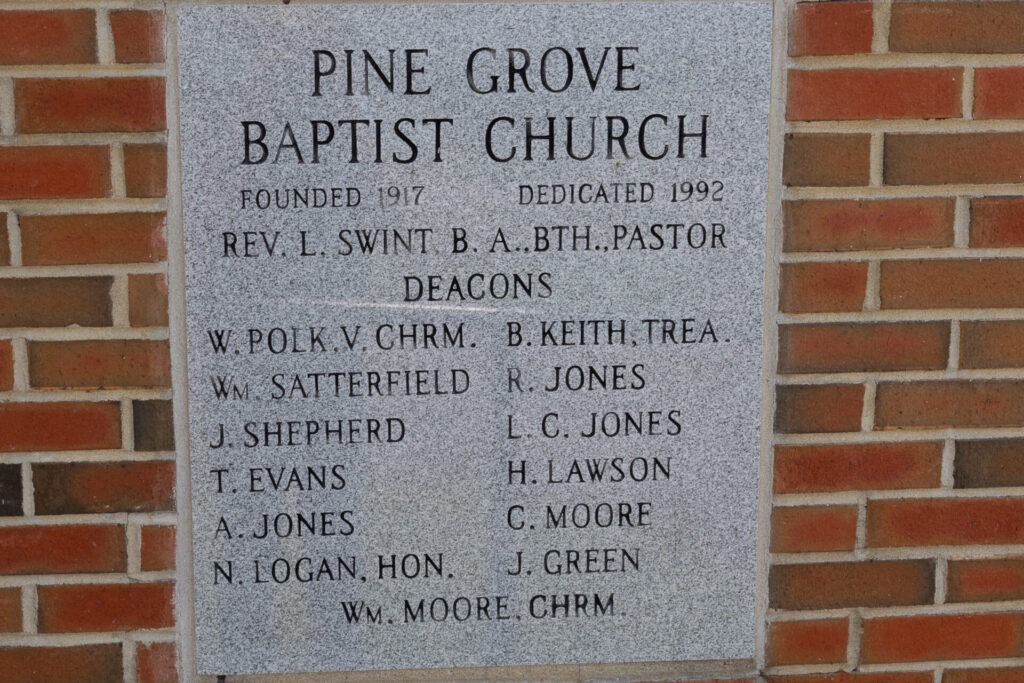 PINE GROVE
BAPTIST CHURCH
FOUNDED 1917 DEDICATED 1992
REV. L. SWINT. B. A..BTH..PASTOR
DEACONS
W. POLK. V. CHRM. B. KEITH, TREA.
WM. SATTERFIELD R. JONES
J. SHEPHERD L. C. JONES
T. EVANS H. LAWSON
A. JONES C. MOORE
N. LOGAN, HON. J. GREEN
WM. MOORE, CHRM.